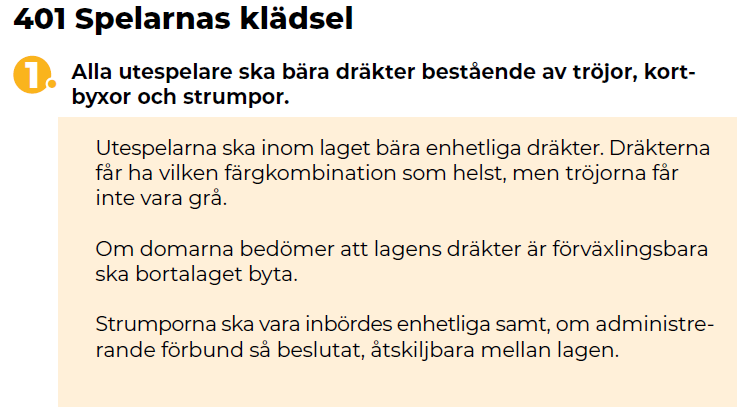 401 Spelarnas klädsel
1.
Alla utespelare ska bära dräkter bestående av tröjor, kort-
byxor och strumpor.
Utespelarna ska inom laget bära enhetliga dräkter. Dräkterna
får ha vilken färgkombination som helst, men tröjorna får
inte vara grå.
Om domarna bedömer att lagens dräkter är förväxlingsbara
ska bortalaget byta.
Strumporna ska vara inbördes enhetliga samt, om administre-
rande förbund så beslutat, åtskiljbara mellan lagen.